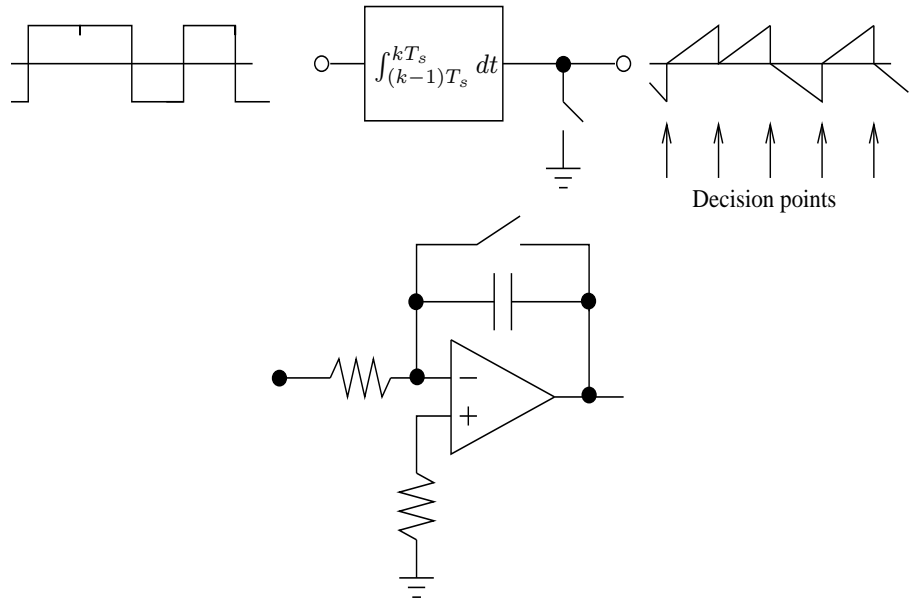 ∫_{(k−1)T_s}^{kT_s} dt
Decision points
−
+